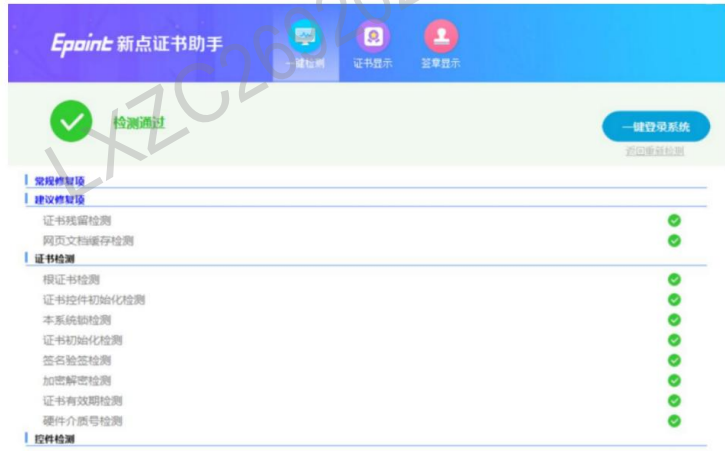 Epoint 新点证书助手
一键检测
证书显示
签章显示
检测通过
一键登录系统
返回重新检测
常规修复项
建议修复项
证书残留检测
网页文档缓存检测
证书检测
根证书检测
证书控件初始化检测
本系统锁检测
证书初始化检测
签名验签检测
加密解密检测
证书有效期检测
硬件介质号检测
控件检测